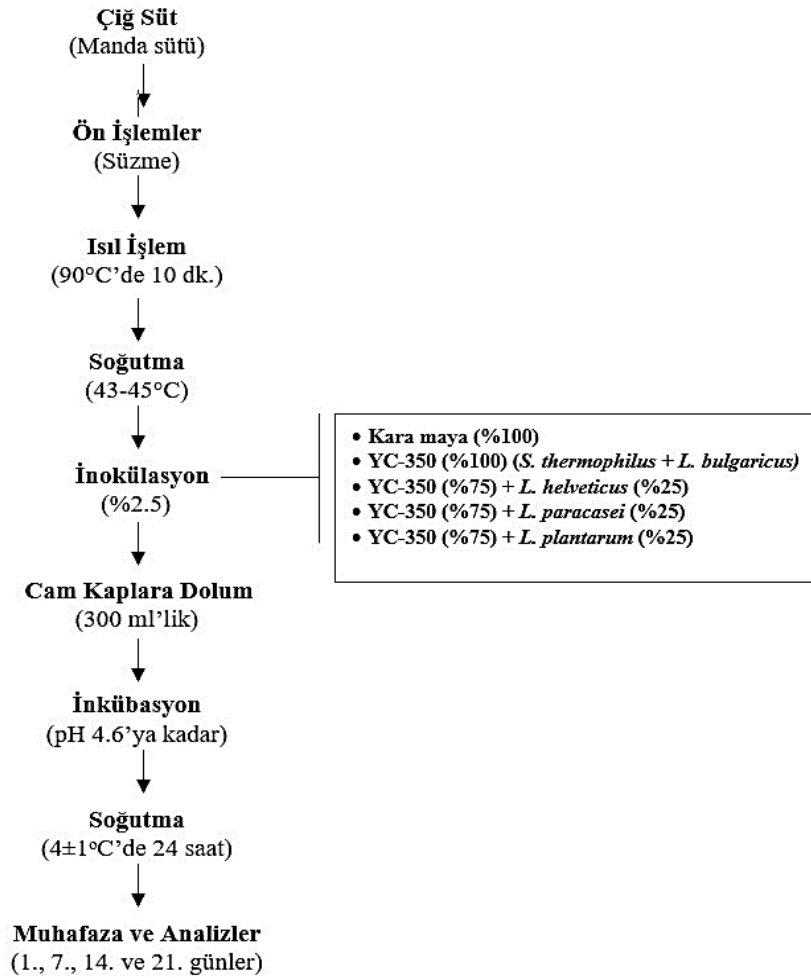 Çiğ Süt
(Manda sütü)
Ön İşlemler
(Süzme)
Isıl İşlem
(90°C’de 10 dk.)
Soğutma
(43-45°C)
İnokülasyon
(%2.5)
• Kara maya (%100)
• YC-350 (%100) (S. thermophilus + L. bulgaricus)
• YC-350 (%75) + L. helveticus (%25)
• YC-350 (%75) + L. paracasei (%25)
• YC-350 (%75) + L. plantarum (%25)
Cam Kaplara Dolum
(300 ml’lik)
İnkübasyon
(pH 4.6’ya kadar)
Soğutma
(4±1°C’de 24 saat)
Muhafaza ve Analizler
(1., 7., 14. ve 21. günler)